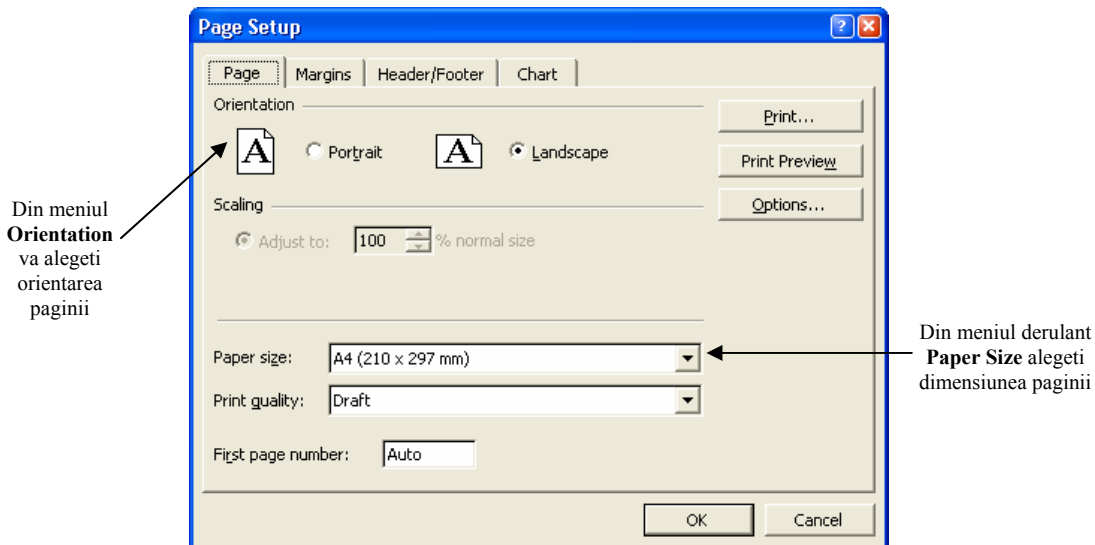 Page Setup
Page Margins Header/Footer Chart
Orientation
A Portrait A Landscape
Print...
Print Preview
Options...
Scaling
Adjust to: 100 % normal size
Paper size: A4 (210 x 297 mm)
Print quality: Draft
First page number: Auto
OK Cancel
Din meniul
Orientation
va alegeti
orientarea
paginii
Din meniul derulant
Paper Size alegeti
dimensiunea paginii